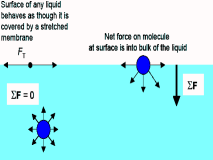 Surface of any liquid
behaves as though it is
covered by a stretched
membrane
F_T
Net force on molecule
at surface is into bulk of the liquid
ΣF
ΣF = 0